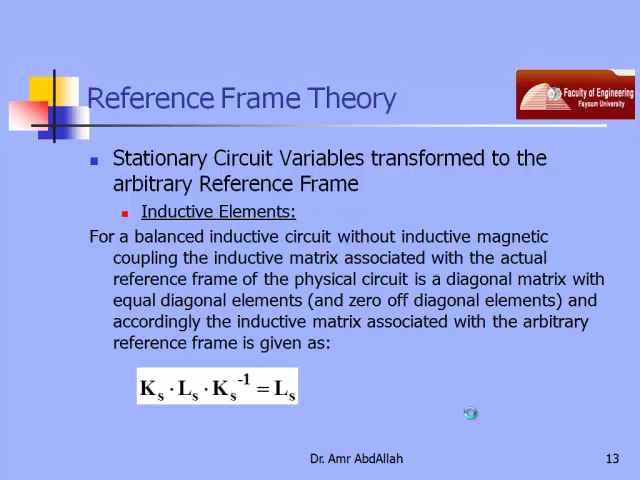 Reference Frame Theory
Faculty of Engineering
Fayoum University
Stationary Circuit Variables transformed to the
arbitrary Reference Frame
Inductive Elements:
For a balanced inductive circuit without inductive magnetic
coupling the inductive matrix associated with the actual
reference frame of the physical circuit is a diagonal matrix with
equal diagonal elements (and zero off diagonal elements) and
accordingly the inductive matrix associated with the arbitrary
reference frame is given as:
K_s · L_s · K_s^-1 = L_s
Dr. Amr AbdAllah
13